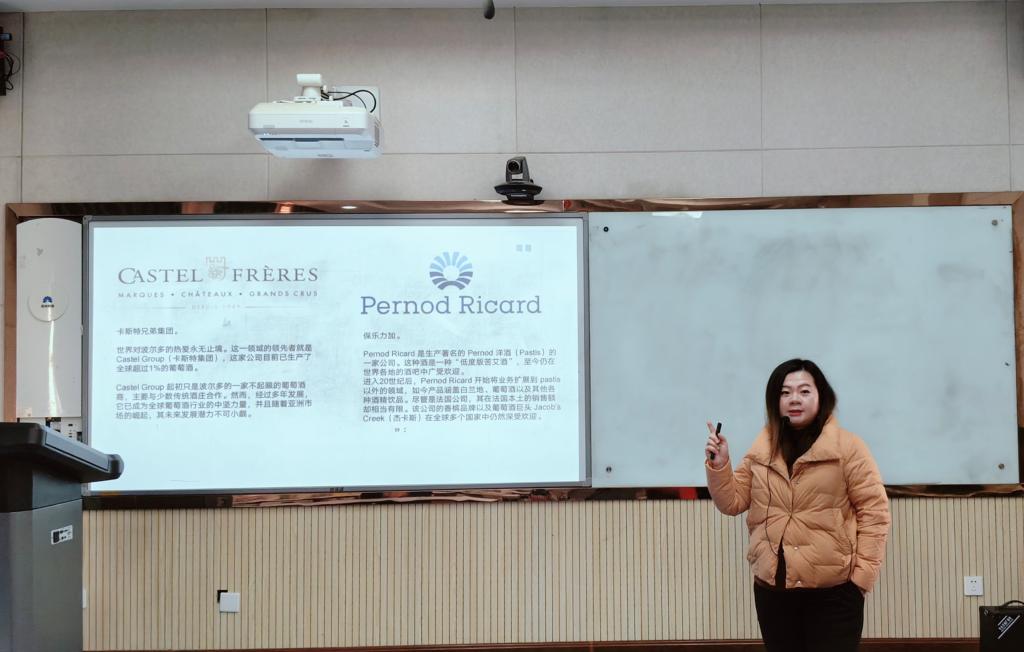 CASTEL FRÈRES
MARQUES • CHÂTEAUX • GRANDS CRUS
DEPUIS 1949
卡斯特兄弟集团。
世界对波尔多的热爱永无止境。这一领域的领先者就是
Castel Group（卡斯特集团），这家公司目前已生产了
全球超过1%的葡萄酒。
Castel Group 起初只是波尔多的一家不起眼的葡萄酒
商，主要与少数传统酒庄合作。然而，经过多年发展，
它已成为全球葡萄酒行业的中坚力量，并且随着亚洲市
场的崛起，其未来发展潜力不可小觑。
Pernod Ricard
保乐力加。
Pernod Ricard 是生产著名的 Pernod 洋酒（Pastis）的
一家公司。这种酒是一种“低度版苦艾酒”，至今仍在
世界各地的酒吧中广受欢迎。
进入20世纪后，Pernod Ricard 开始将业务扩展到 pastis
以外的领域，如今产品涵盖白兰地、葡萄酒以及其他各
种酒精饮品。尽管是法国公司，其在法国本土的销售额
却相当有限。该公司的香槟品牌以及葡萄酒巨头 Jacob's
Creek（杰卡斯）在全球多个国家中仍然深受欢迎。